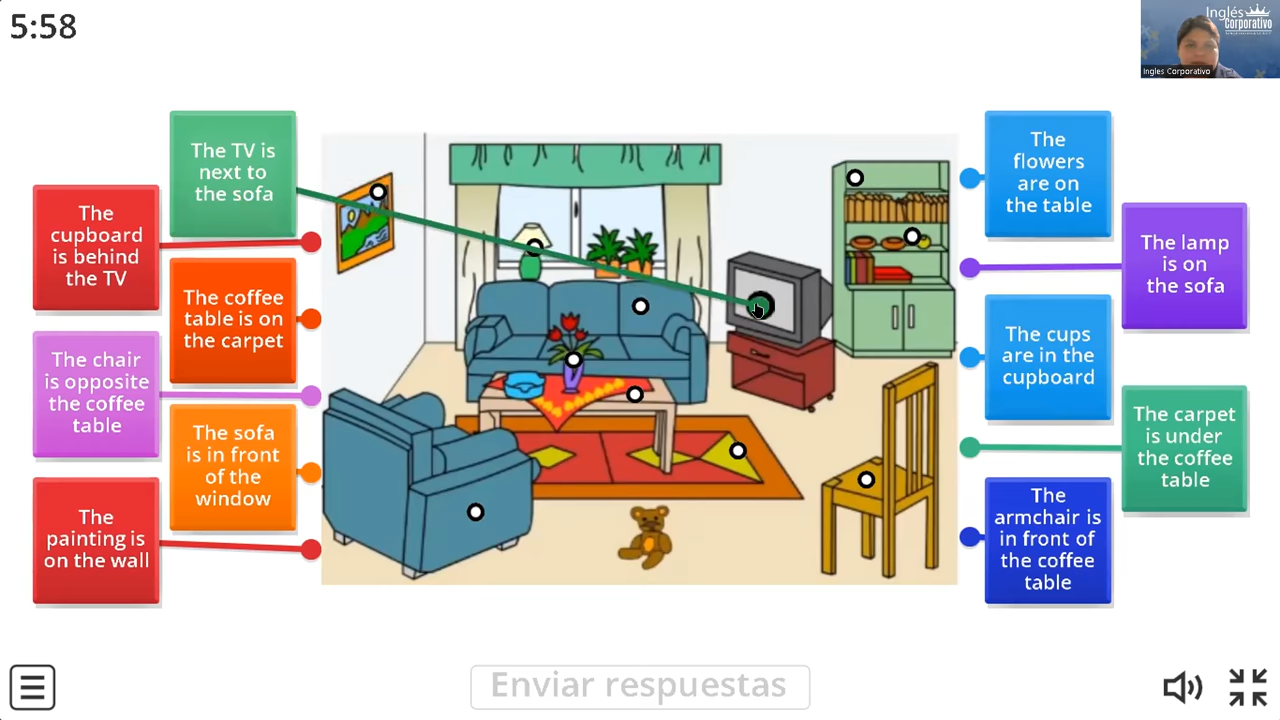 5:58
Inglés
Corporativo
Ingles Corporativo
The TV is
next to
the sofa
The
cupboard
is behind
the TV
The coffee
table is on
the carpet
The chair
is opposite
the coffee
table
The sofa
is in front
of the
window
The
painting is
on the wall
The
flowers
are on
the table
The lamp
is on
the sofa
The cups
are in the
cupboard
The carpet
is under
the coffee
table
The
armchair is
in front of
the coffee
table
Enviar respuestas